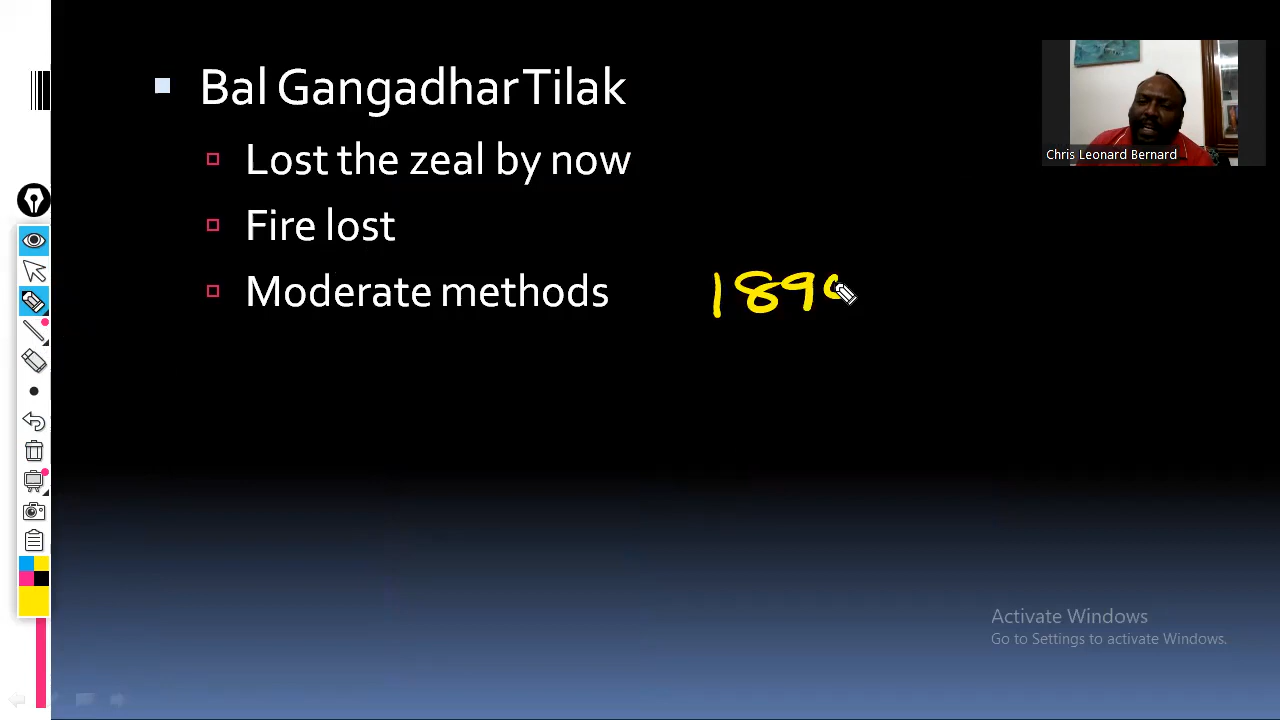 Bal Gangadhar Tilak
Chris Leonard Bernard
Lost the zeal by now
Fire lost
Moderate methods 189
Activate Windows
Go to Settings to activate Windows.